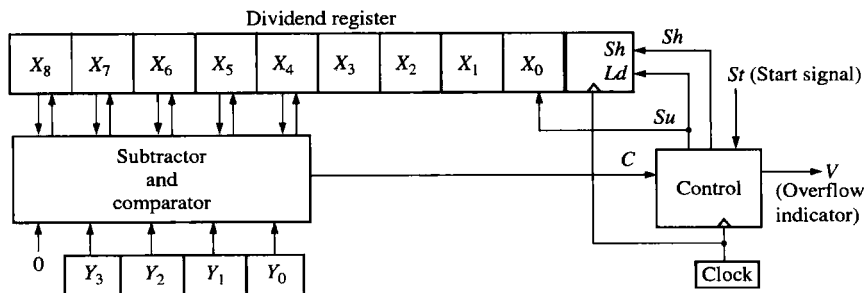 Dividend register
X8 X7 X6 X5 X4 X3 X2 X1 X0
Sh
Ld
Sh
St (Start signal)
Su
Subtractor
and
comparator
C
Control
V
(Overflow
indicator)
0
Y3 Y2 Y1 Y0
Clock